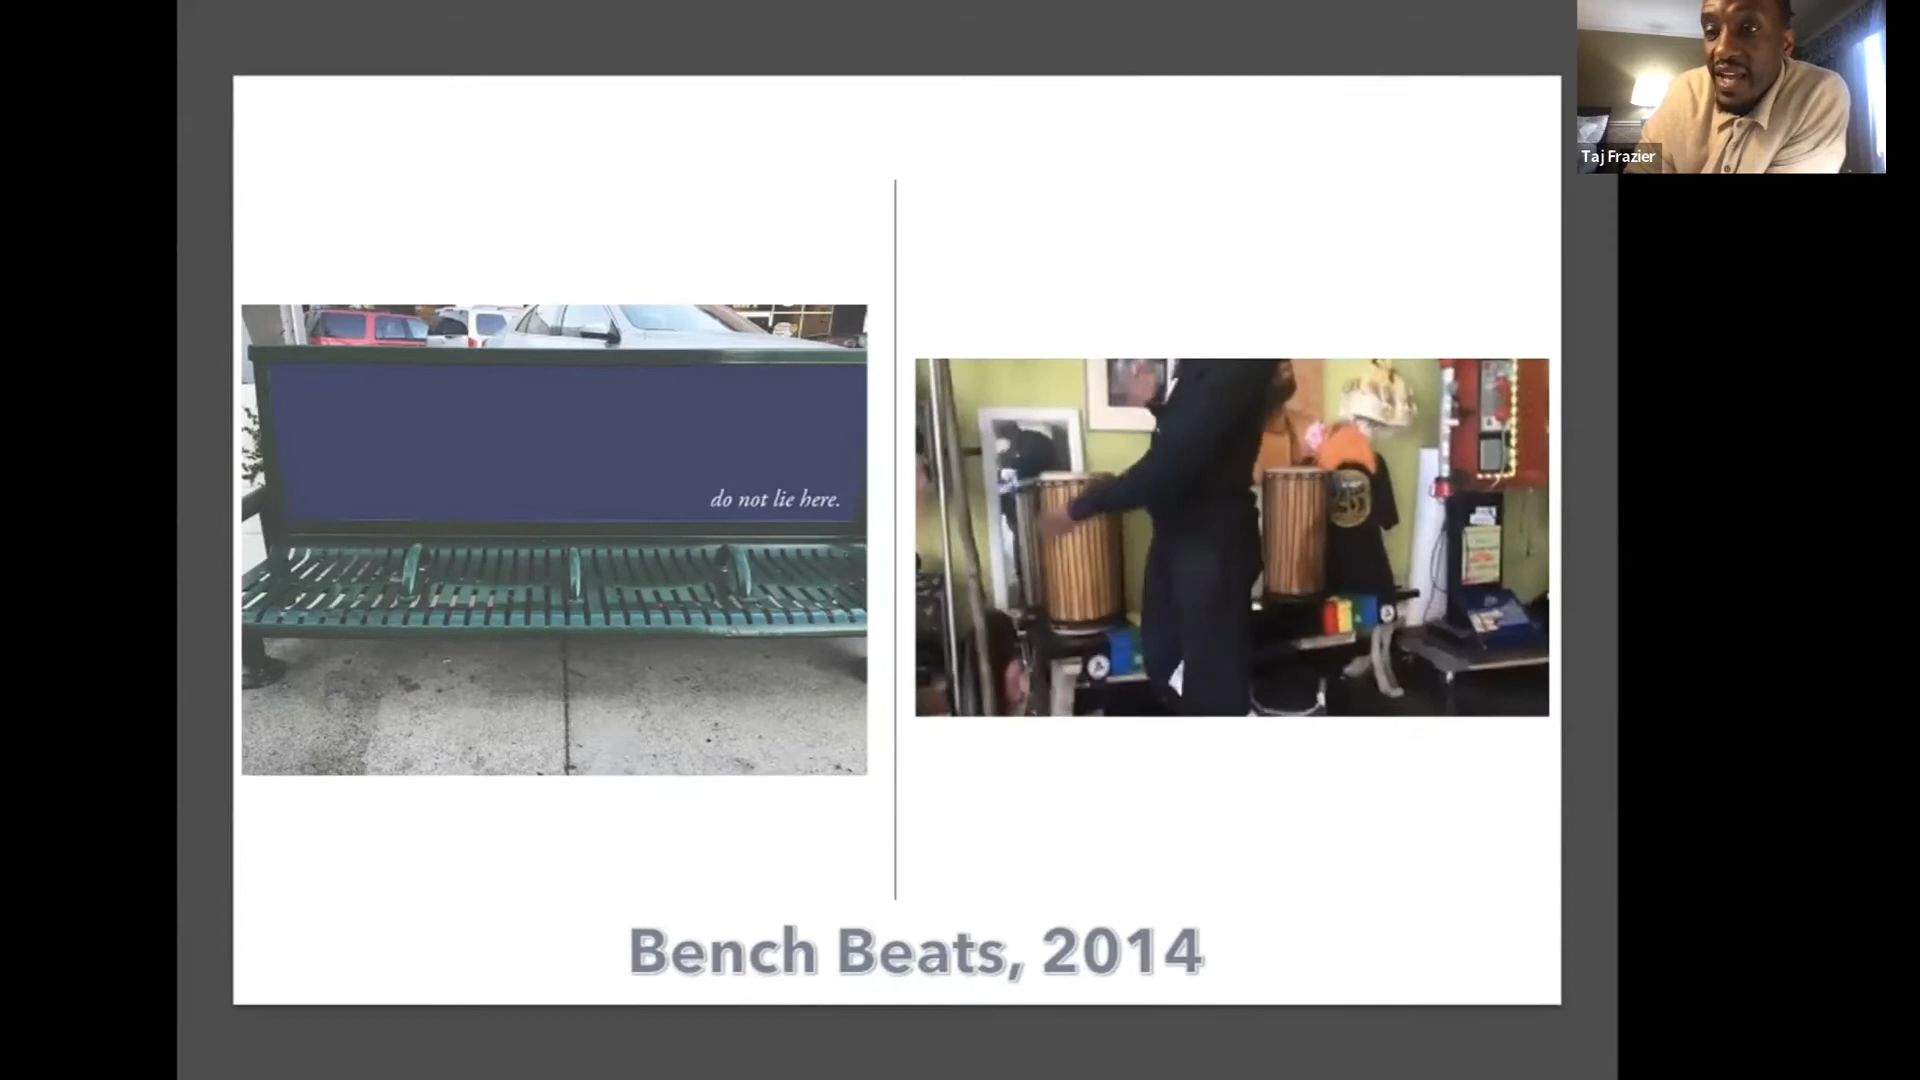 Taj Frazier
do not lie here.
Bench Beats, 2014